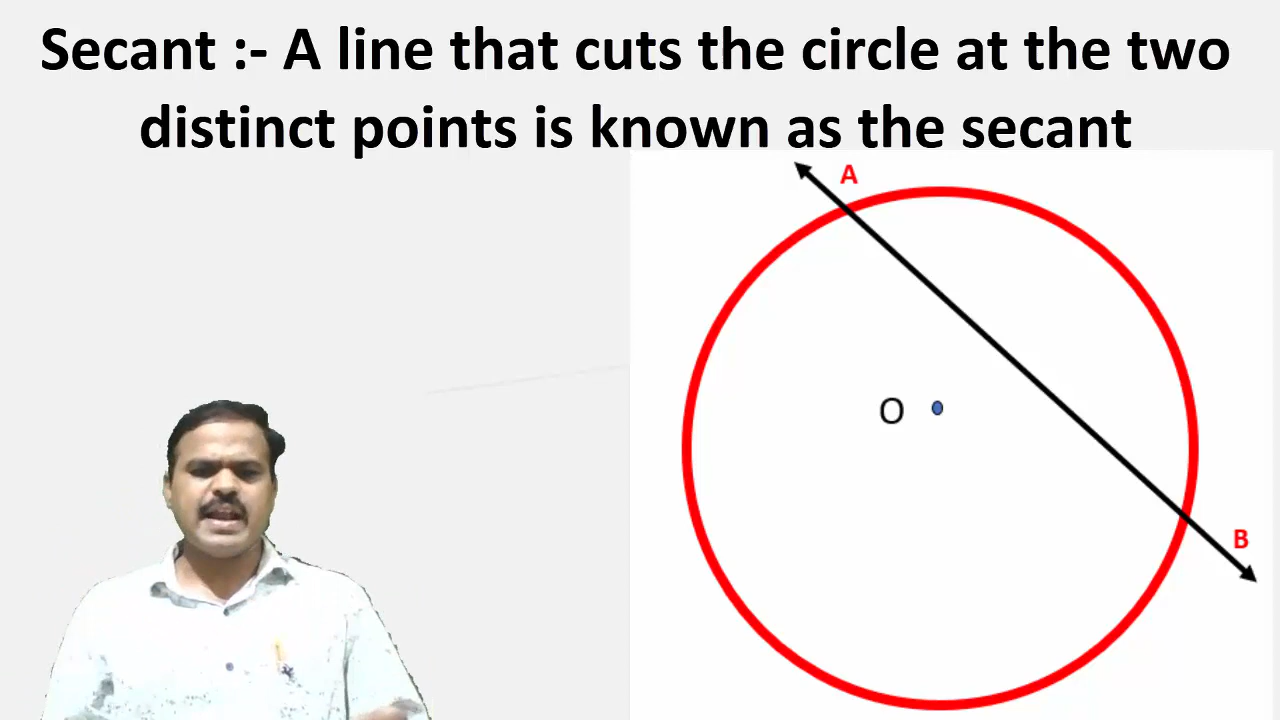 Secant :- A line that cuts the circle at the two
distinct points is known as the secant
A
O
B